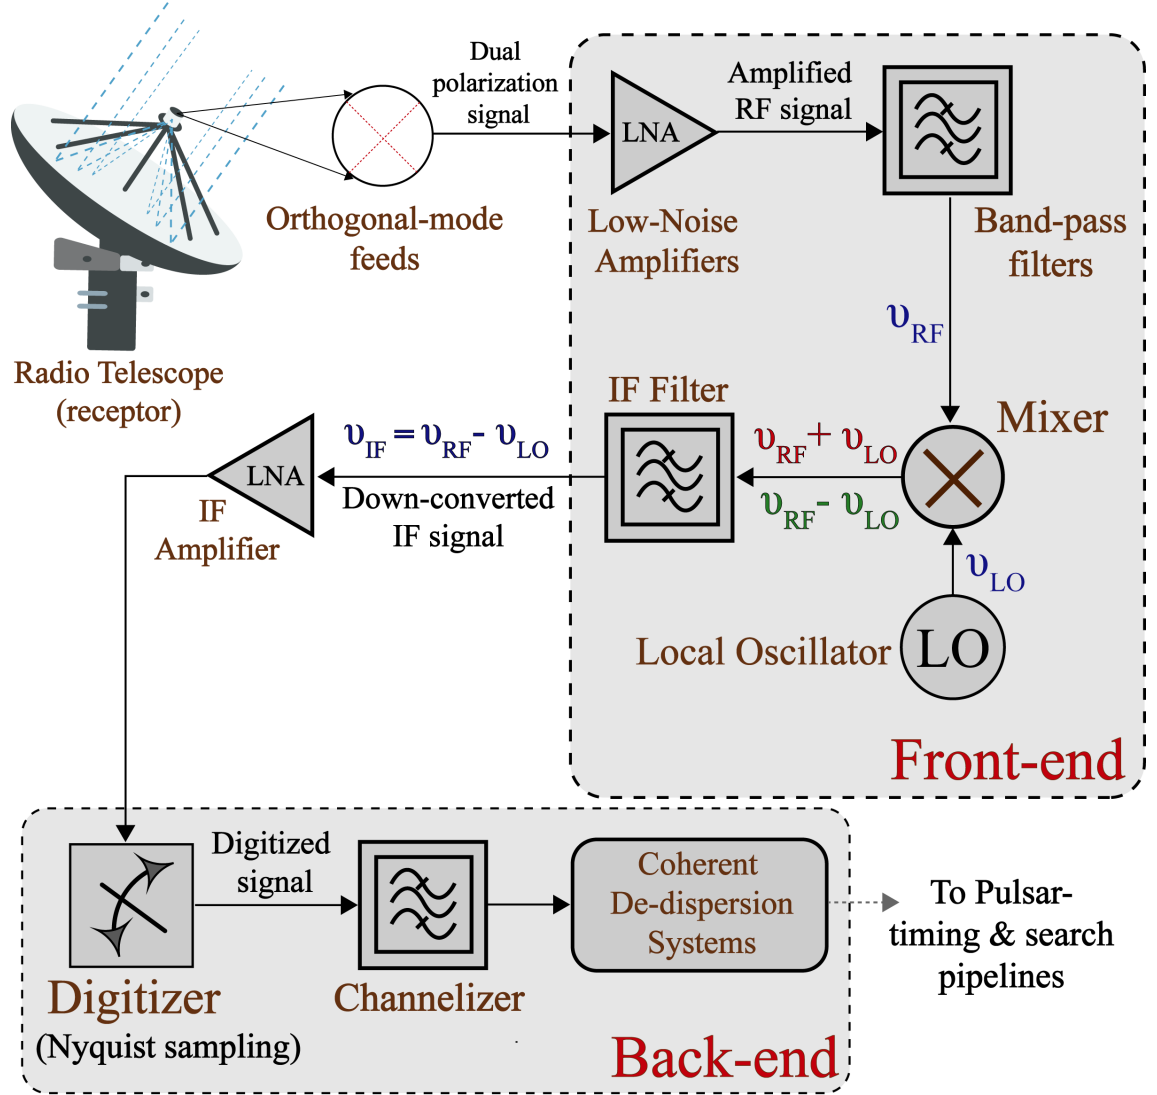 Dual
polarization
signal
Orthogonal-mode
feeds
Radio Telescope
(receptor)
LNA
Low-Noise
Amplifiers
Amplified
RF signal
Band-pass
filters
υRF
Mixer
υRF + υLO
υRF - υLO
υLO
LO
Local Oscillator
IF Filter
Front-end
υIF = υRF - υLO
Down-converted
IF signal
LNA
IF
Amplifier
Digitizer
(Nyquist sampling)
Digitized
signal
Channelizer
Coherent
De-dispersion
Systems
Back-end
To Pulsar-
timing & search
pipelines